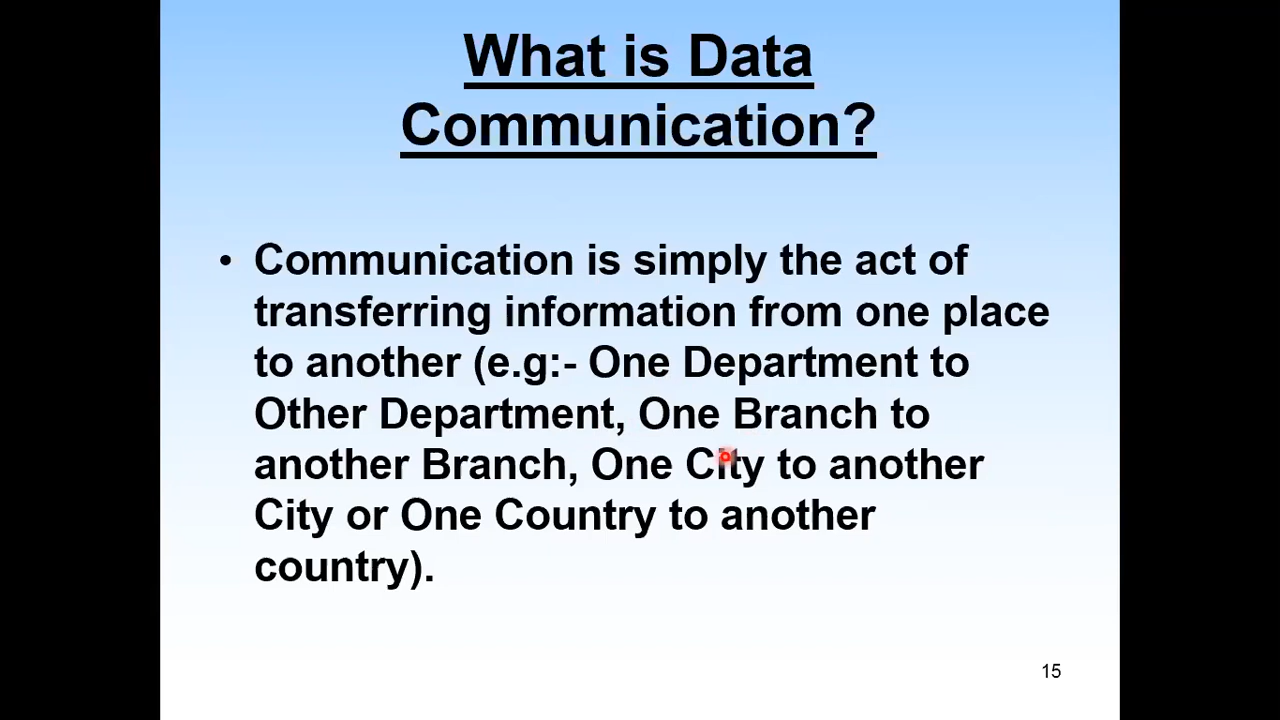 What is Data
Communication?
• Communication is simply the act of
transferring information from one place
to another (e.g:- One Department to
Other Department, One Branch to
another Branch, One City to another
City or One Country to another
country).
15